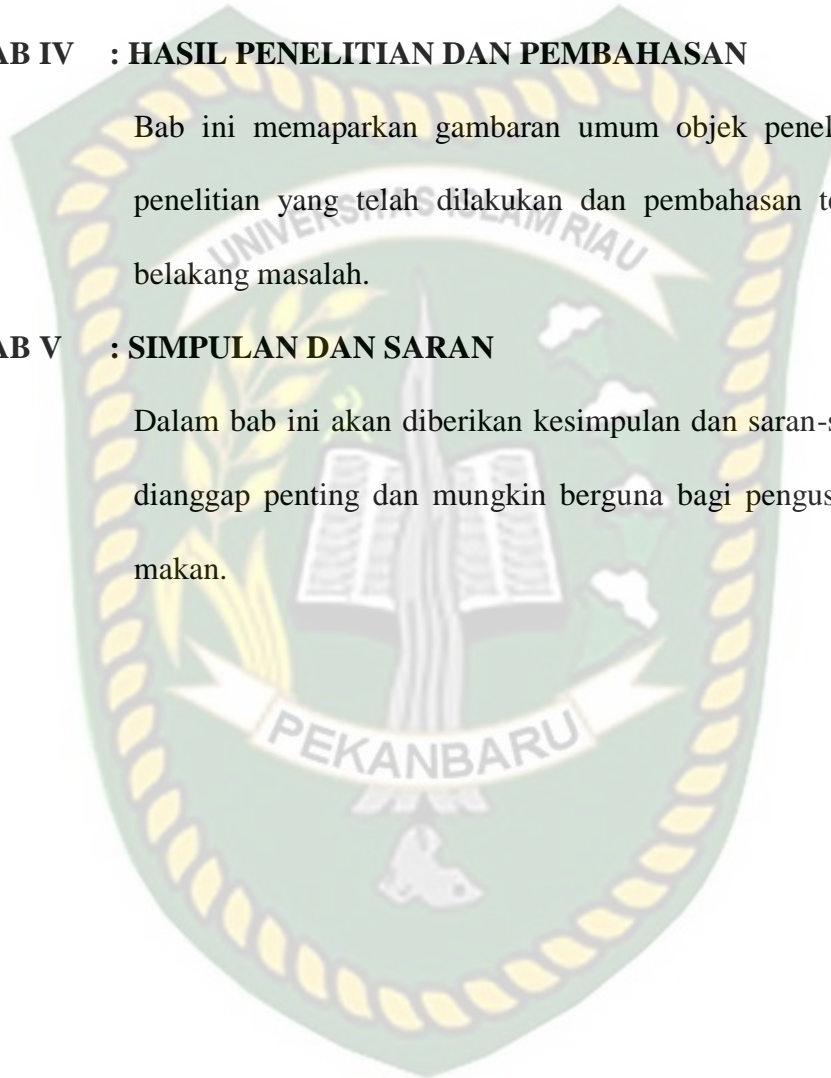 AB IV : HASIL PENELITIAN DAN PEMBAHASAN
Bab ini memaparkan gambaran umum objek penel
penelitian yang telah dilakukan dan pembahasan te
UNIVERSITAS ISLAM RIAU
belakang masalah.
AB V : SIMPULAN DAN SARAN
Dalam bab ini akan diberikan kesimpulan dan saran-s
dianggap penting dan mungkin berguna bagi pengus
makan.
PEKANBARU